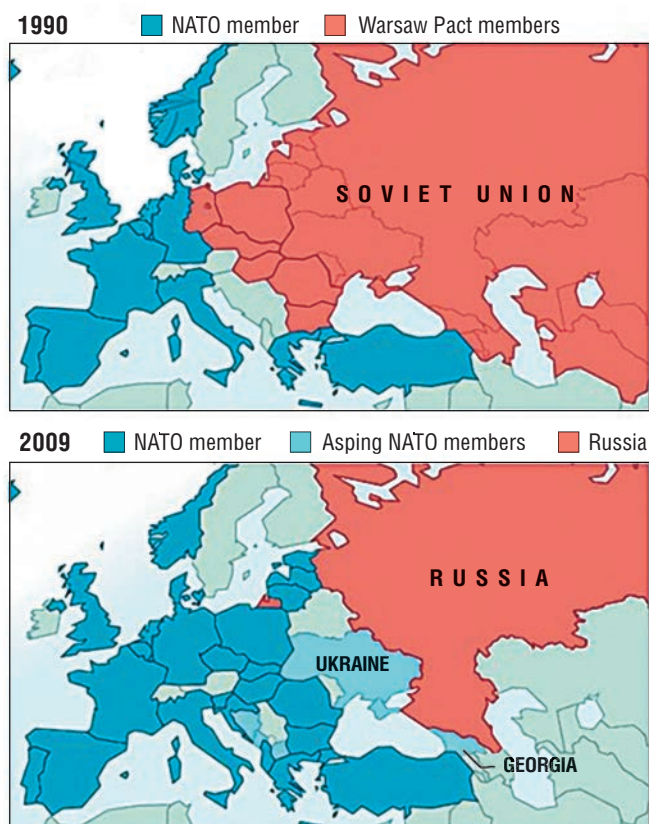 1990 NATO member Warsaw Pact members
SOVIET UNION
2009 NATO member Asping NATO members Russia
RUSSIA
UKRAINE
GEORGIA